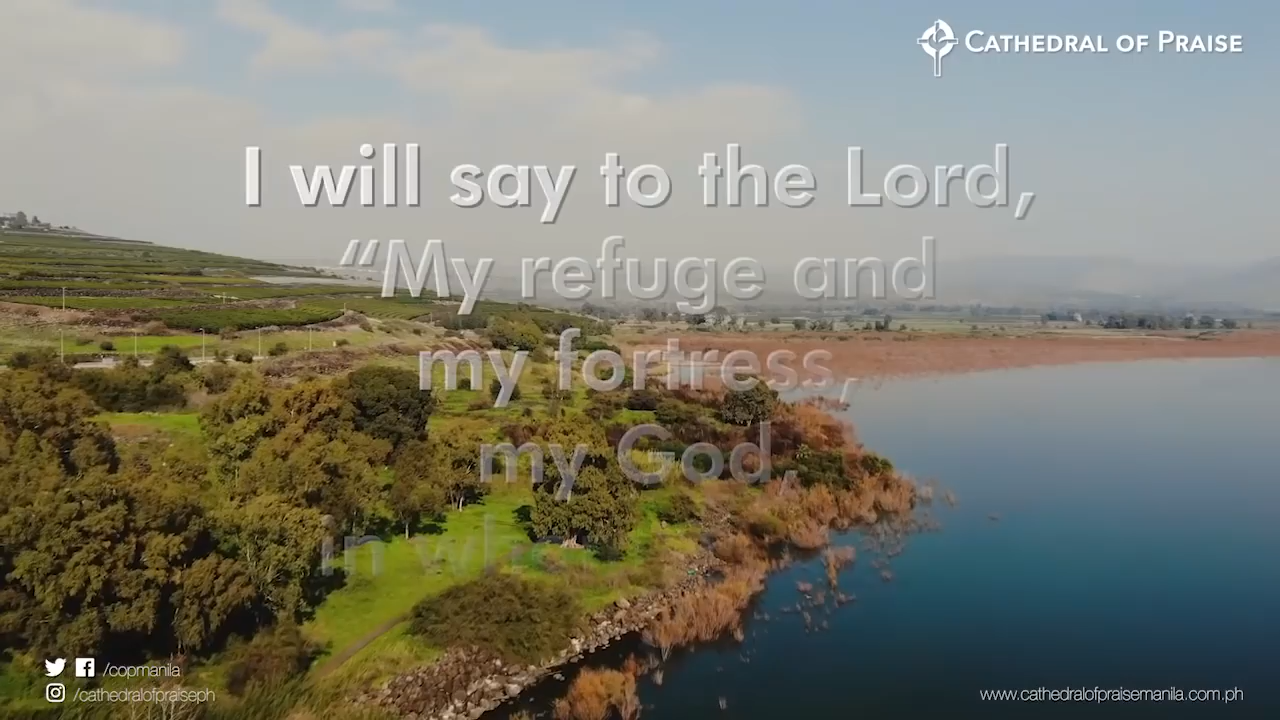 CATHEDRAL OF PRAISE
I will say to the Lord,
“My refuge and
my fortress,
my God,
in
/copmanila
/cathedralofpraiseph
www.cathedralofpraisemanila.com.ph